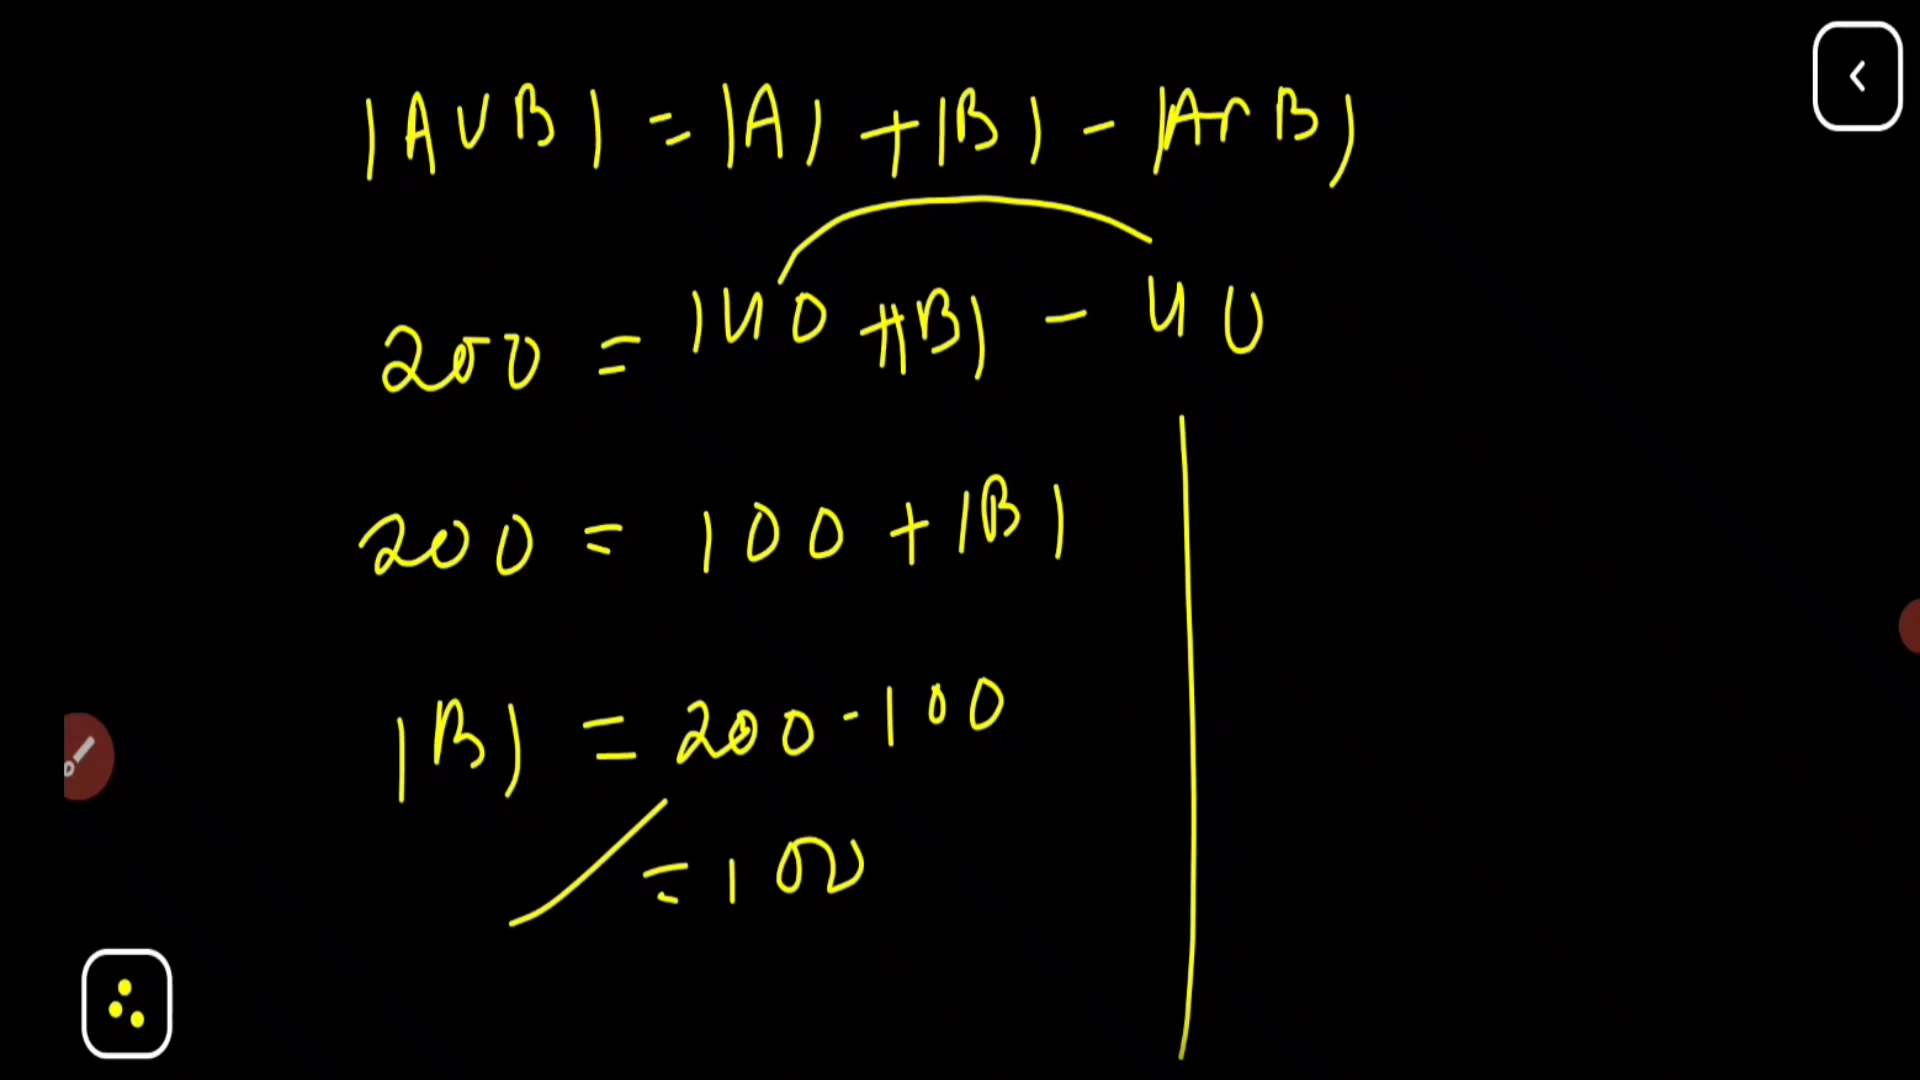 |A∪B| = |A| + |B| - |A∩B|
200 = 140 + |B| - 40
200 = 100 + |B|
|B| = 200 - 100
= 100